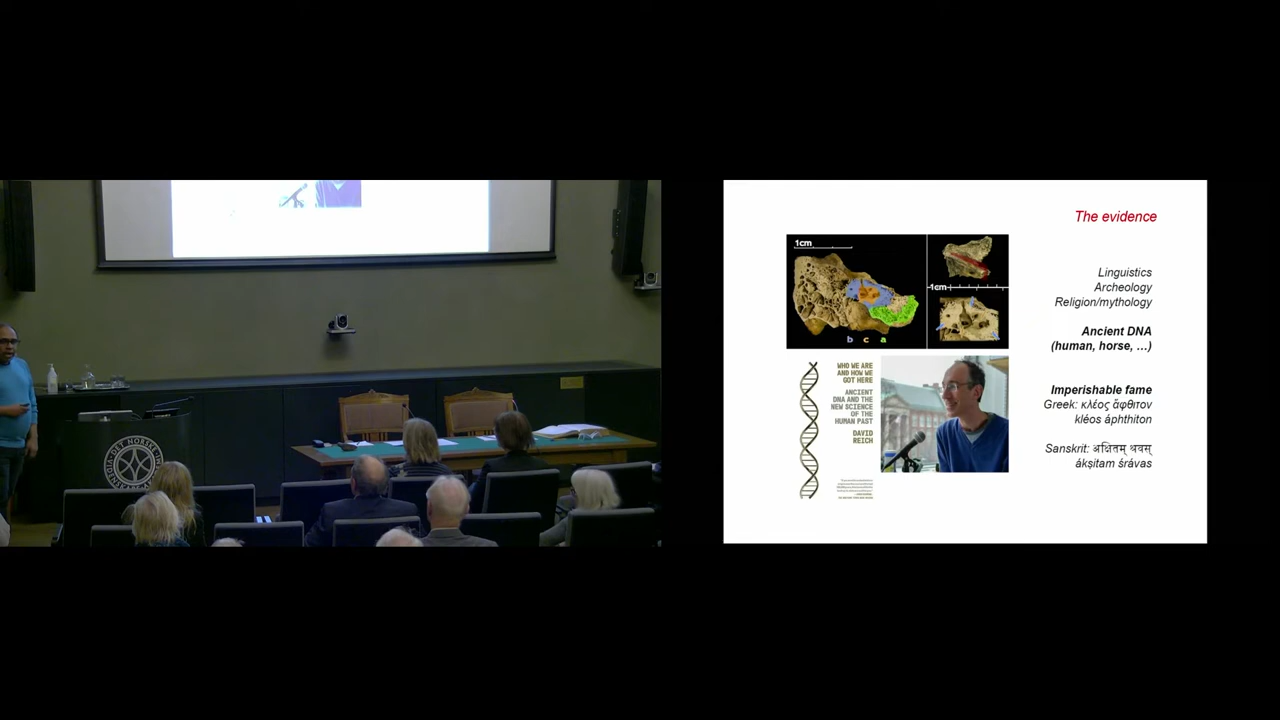 The evidence
1cm
1cm
b c a
Linguistics
Archeology
Religion/mythology
Ancient DNA
(human, horse, …)
WHO WE ARE
AND HOW WE
GOT HERE
ANCIENT
DNA AND THE
NEW SCIENCE
OF THE
HUMAN PAST
DAVID
REICH
Imperishable fame
Greek: κλέος ἄφθιτον
kléos áphthiton
Sanskrit: अक्षितम् श्रवस्
ákṣitam śrávas